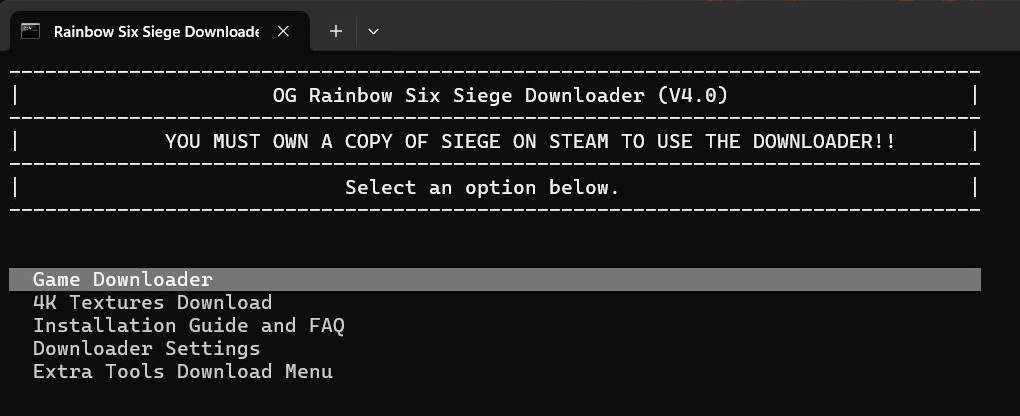 Rainbow Six Siege Downloade
OG Rainbow Six Siege Downloader (V4.0)
YOU MUST OWN A COPY OF SIEGE ON STEAM TO USE THE DOWNLOADER!!
Select an option below.
Game Downloader
4K Textures Download
Installation Guide and FAQ
Downloader Settings
Extra Tools Download Menu